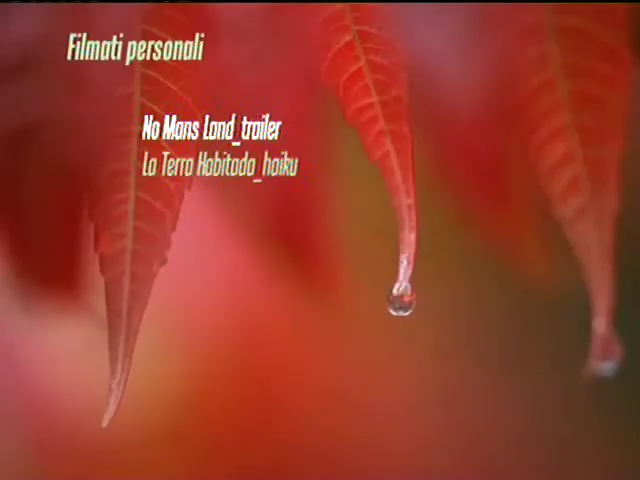 Filmati personali
No Mans Land_trailer
La Terra Habitada_haiku